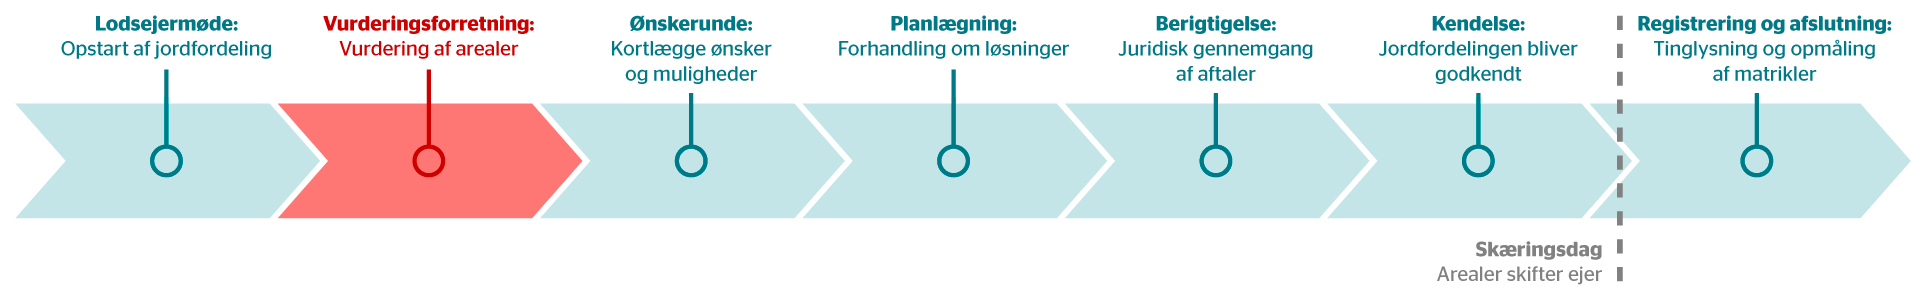 Lodsejermøde:
Opstart af jordfordeling
Vurderingsforretning:
Vurdering af arealer
Ønskerunde:
Kortlægge ønsker
og muligheder
Planlægning:
Forhandling om løsninger
Berigtigelse:
Juridisk gennemgang
af aftaler
Kendelse:
Jordfordelingen bliver
godkendt
Registrering og afslutning:
Tinglysning og opmåling
af matrikler
Skæringsdag
Arealer skifter ejer